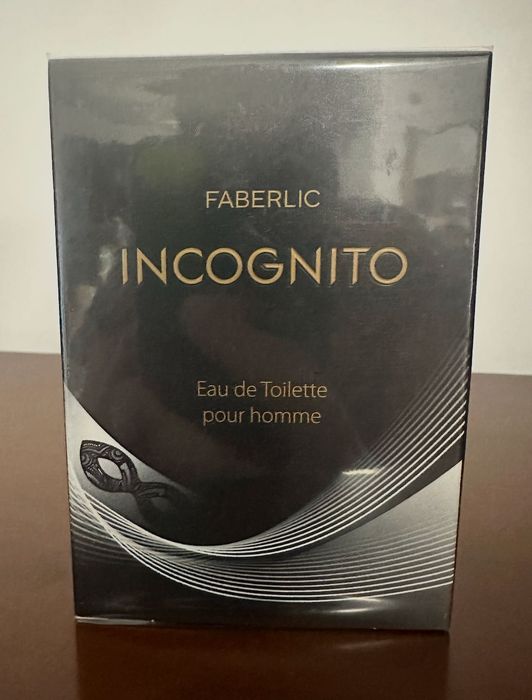 FABERLIC
INCOGNITO
Eau de Toilette
pour homme